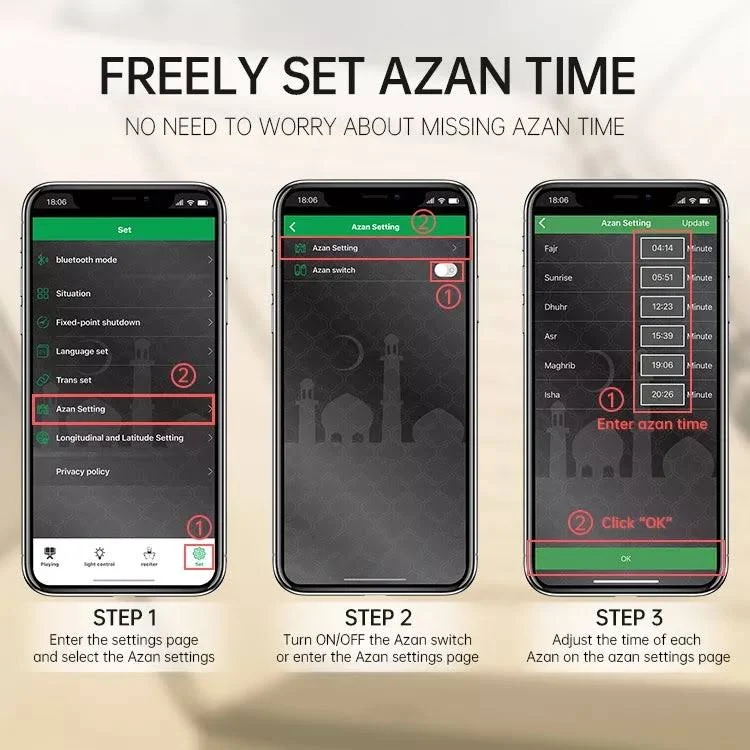 FREELY SET AZAN TIME
NO NEED TO WORRY ABOUT MISSING AZAN TIME
18:06
Set
bluetooth mode
Situation
Fixed-point shutdown
Language set
Trans set
②
Azan Setting
Longitudinal and Latitude Setting
Privacy policy
①
Playing
light control
reciter
Set
18:06
Azan Setting
②
Azan Setting
Azan switch
①
18:06
Azan Setting Update
Fajr 04:14 Minute
Sunrise 05:51 Minute
Dhuhr 12:23 Minute
Asr 15:39 Minute
Maghrib 19:06 Minute
Isha 20:26 Minute
① Enter azan time
② Click "OK"
OK
STEP 1
Enter the settings page
and select the Azan settings
STEP 2
Turn ON/OFF the Azan switch
or enter the Azan settings page
STEP 3
Adjust the time of each
Azan on the azan settings page